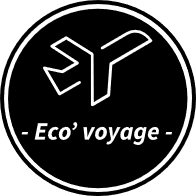 - Eco’ voyage -